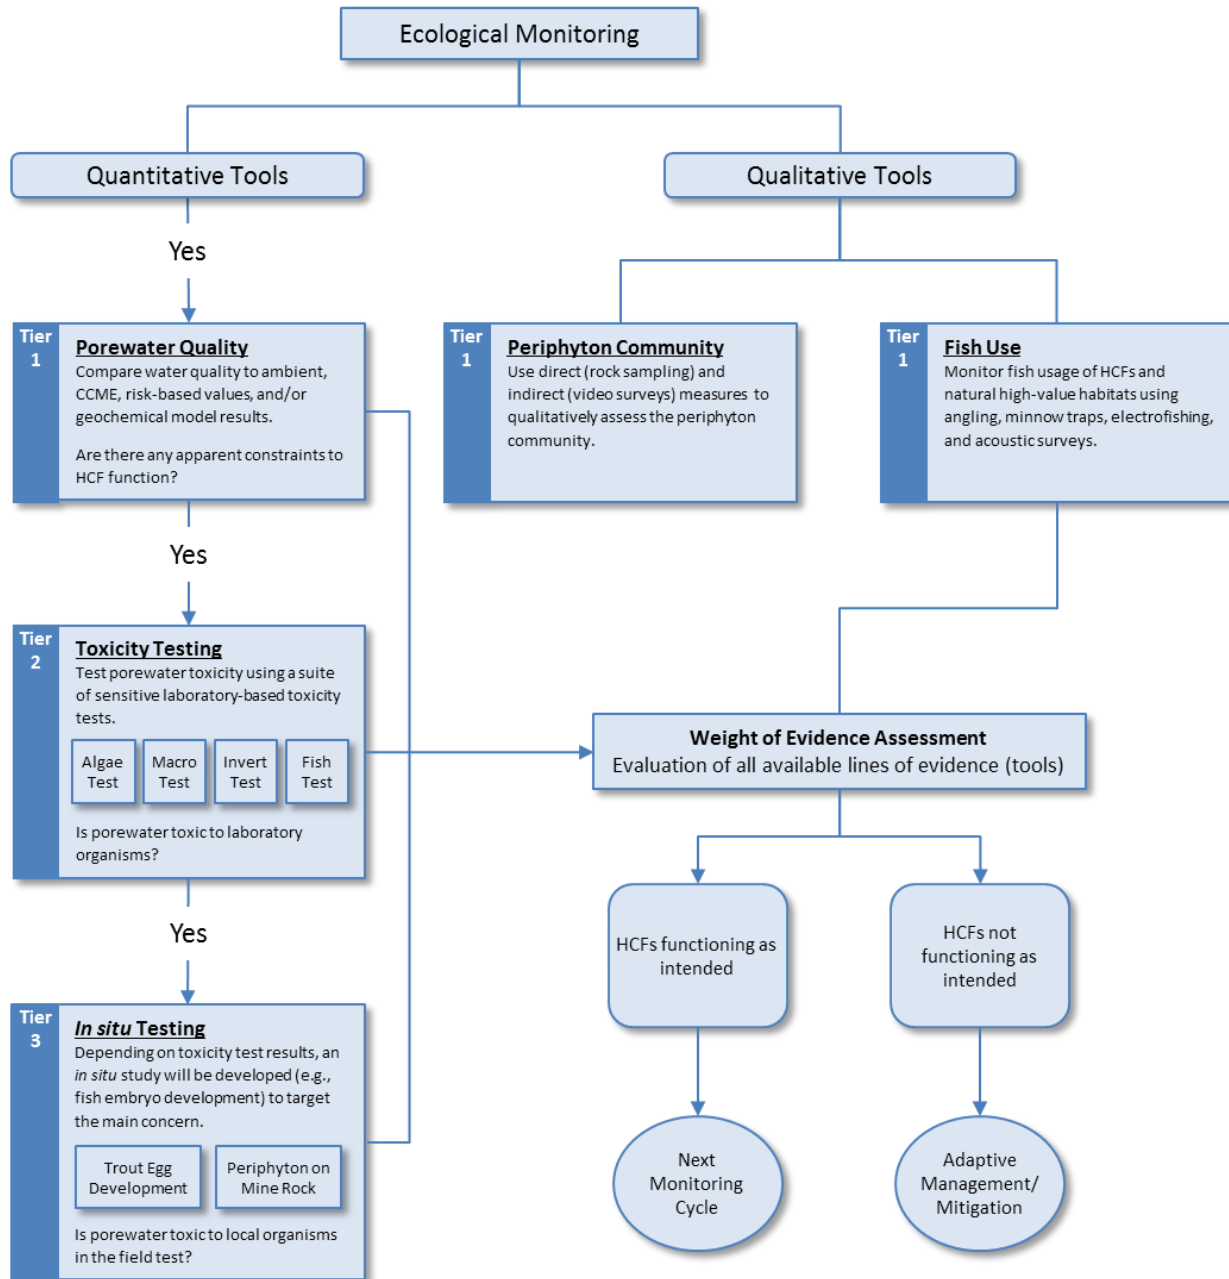 Ecological Monitoring
Quantitative Tools
Qualitative Tools
Yes
Tier
1
Porewater Quality
Compare water quality to ambient,
CCME, risk-based values, and/or
geochemical model results.
Are there any apparent constraints to
HCF function?
Tier
1
Periphyton Community
Use direct (rock sampling) and
indirect (video surveys) measures to
qualitatively assess the periphyton
community.
Tier
1
Fish Use
Monitor fish usage of HCFs and
natural high-value habitats using
angling, minnow traps, electrofishing,
and acoustic surveys.
Yes
Tier
2
Toxicity Testing
Test porewater toxicity using a suite
of sensitive laboratory-based toxicity
tests.
Algae
Test
Macro
Test
Invert
Test
Fish
Test
Is porewater toxic to laboratory
organisms?
Weight of Evidence Assessment
Evaluation of all available lines of evidence (tools)
Yes
HCFs functioning as
intended
HCFs not
functioning as
intended
Tier
3
In situ Testing
Depending on toxicity test results, an
in situ study will be developed (e.g.,
fish embryo development) to target
the main concern.
Trout Egg
Development
Periphyton on
Mine Rock
Is porewater toxic to local organisms
in the field test?
Next
Monitoring
Cycle
Adaptive
Management/
Mitigation